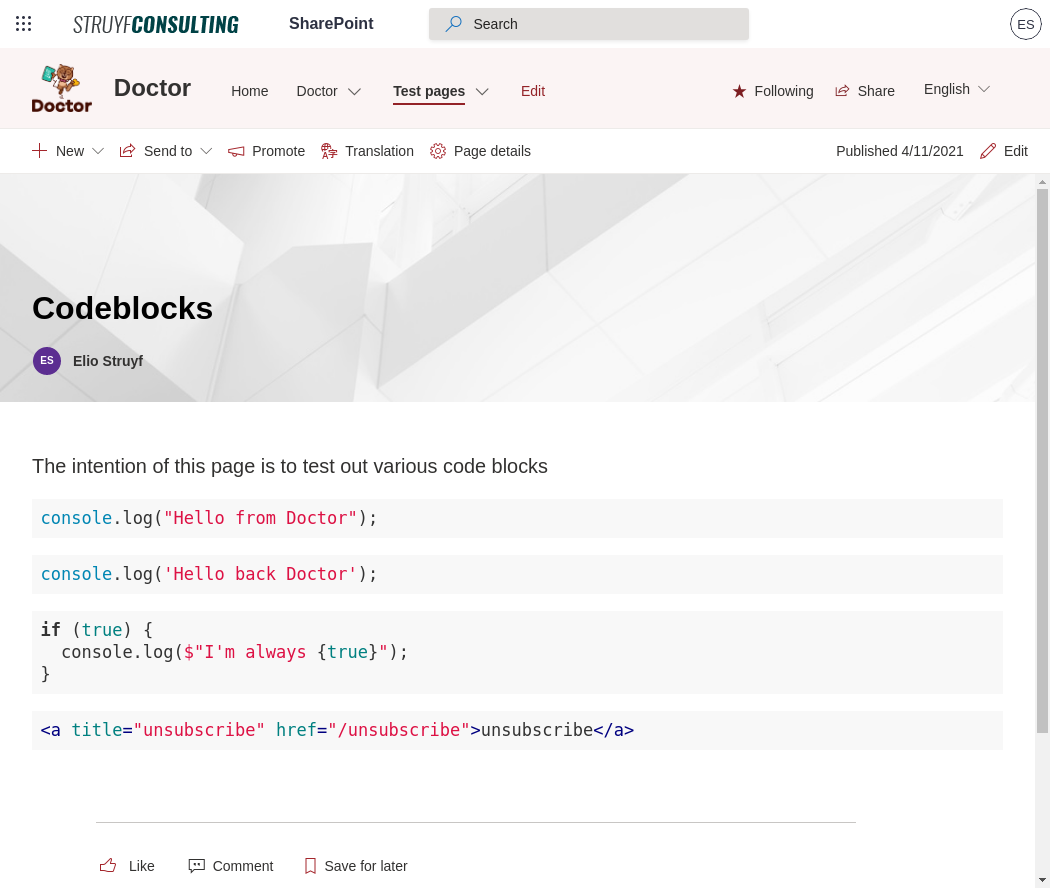 STRUYFCONSULTING SharePoint Search ES
Doctor Doctor Home Doctor Test pages Edit Following Share English
New Send to Promote Translation Page details Published 4/11/2021 Edit
Codeblocks
ES Elio Struyf
The intention of this page is to test out various code blocks
console.log("Hello from Doctor");
console.log('Hello back Doctor');
if (true) {
  console.log($"I'm always {true}");
}
<a title="unsubscribe" href="/unsubscribe">unsubscribe</a>
Like Comment Save for later